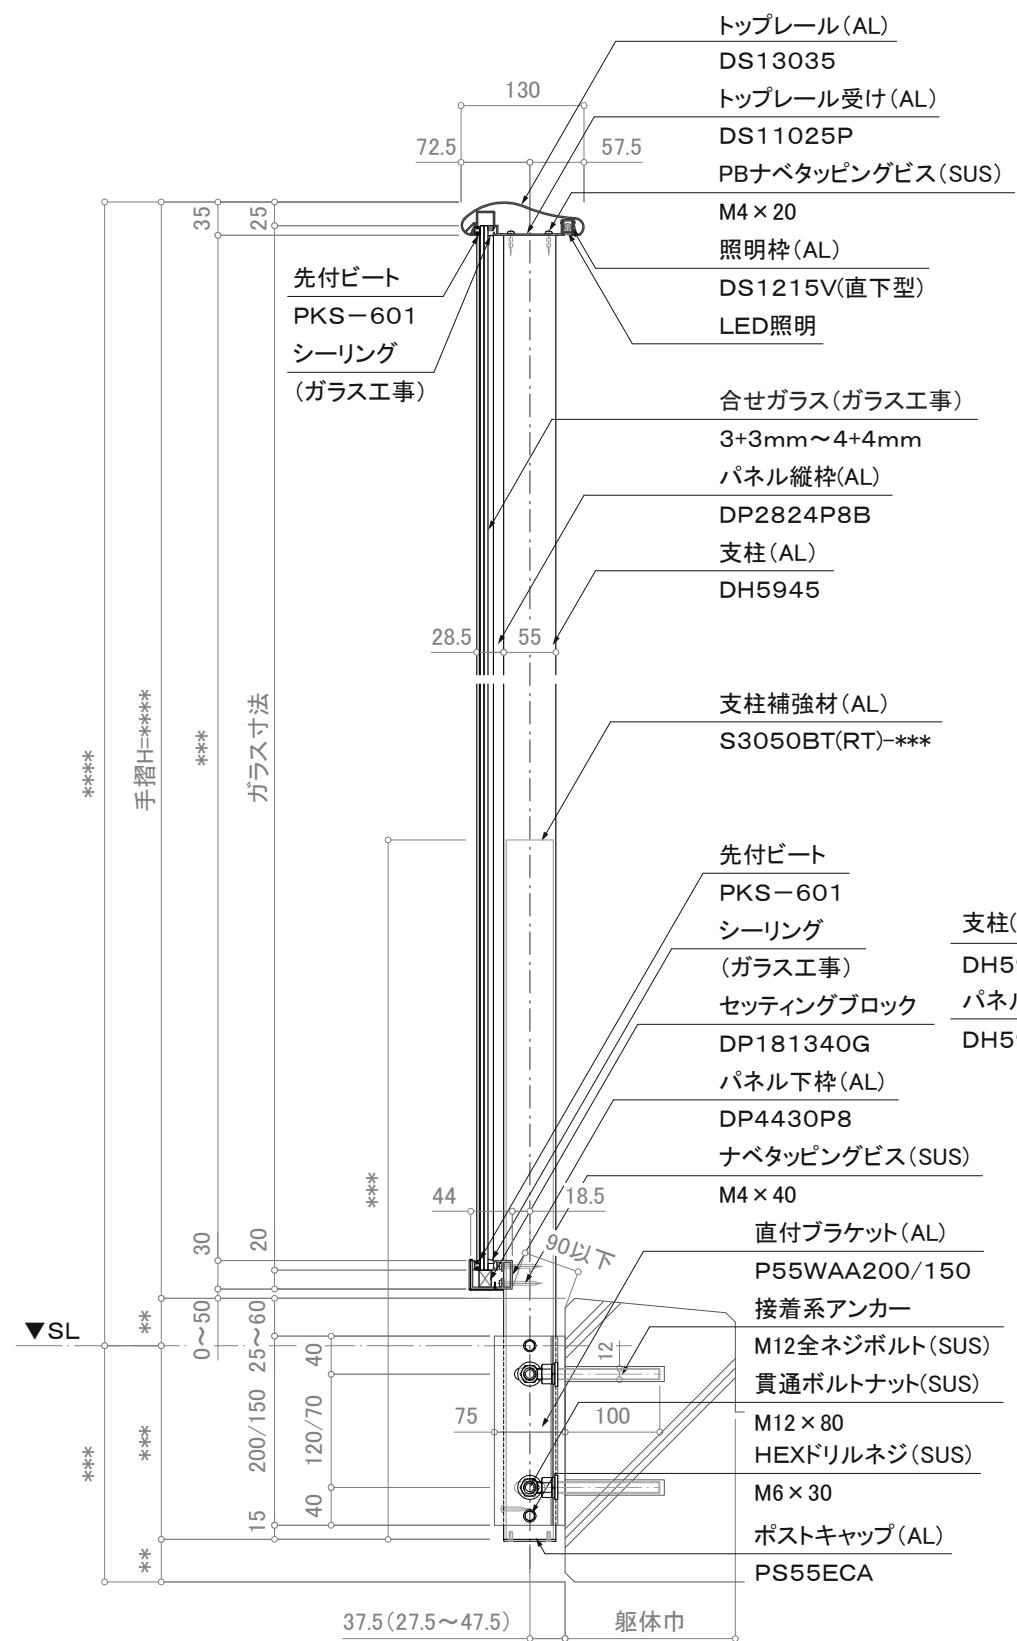 トップレール(AL)
DS13035
トップレール受け(AL)
DS11025P
PBナベタッピングビス(SUS)
M4×20
照明枠(AL)
DS1215V(直下型)
LED照明
130
72.5
57.5
35
25
先付ビート
PKS-601
シーリング
(ガラス工事)
合せガラス(ガラス工事)
3+3mm～4+4mm
パネル縦枠(AL)
DP2824P8B
支柱(AL)
DH5945
28.5
55
支柱補強材(AL)
S3050BT(RT)-***
****
手摺H=****
***
ガラス寸法
先付ビート
PKS-601
シーリング
(ガラス工事)
セッティングブロック
DP181340G
パネル下枠(AL)
DP4430P8
ナベタッピングビス(SUS)
M4×40
支柱(
DH5
パネル
DH5
***
44
18.5
30
20
90以下
直付ブラケット(AL)
P55WAA200/150
接着系アンカー
M12全ネジボルト(SUS)
貫通ボルトナット(SUS)
M12×80
HEXドリルネジ(SUS)
M6×30
ポストキャップ(AL)
PS55ECA
▼SL
**
0～50
25～60
40
12
75
100
***
***
200/150
120/70
15
40
**
37.5(27.5～47.5)
躯体巾